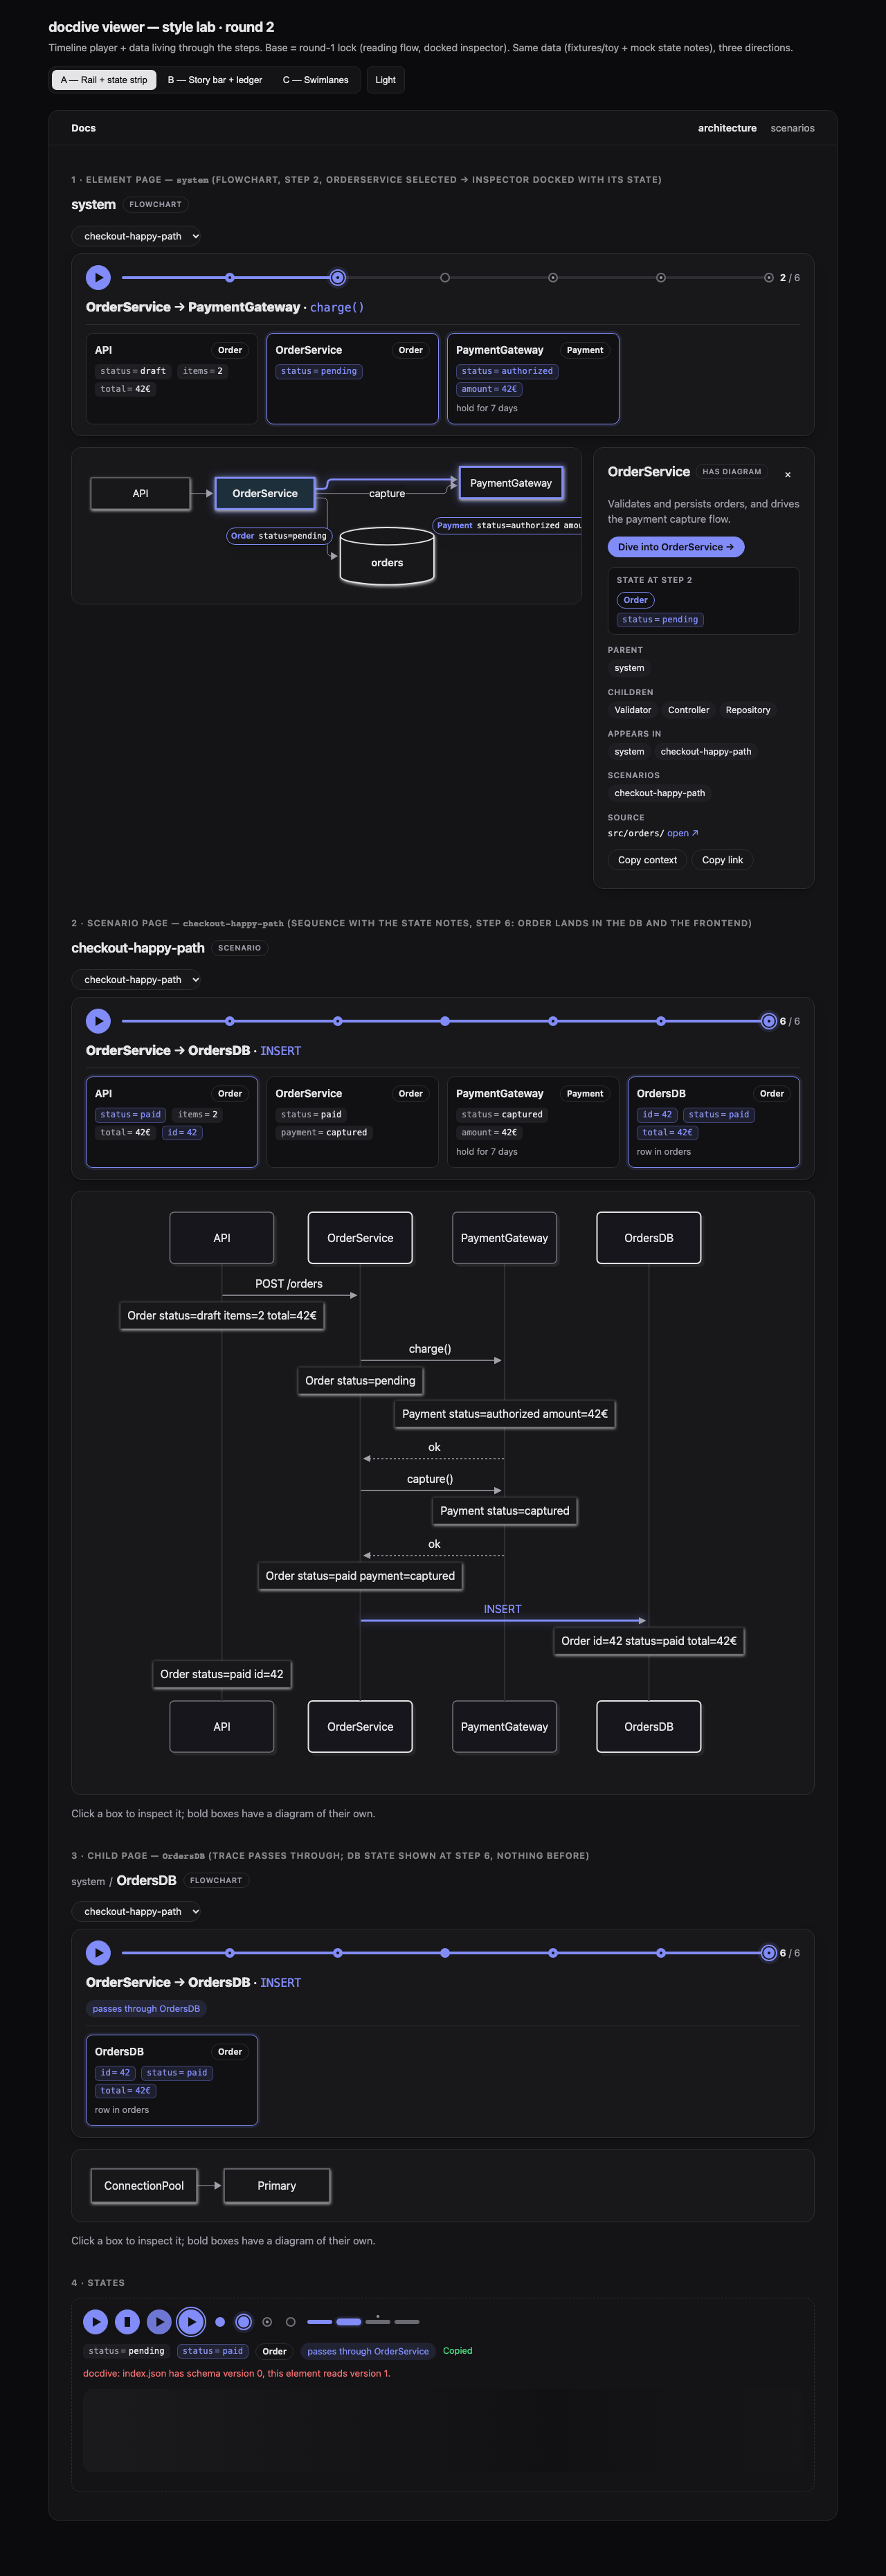 docdive viewer — style lab · round 2
Timeline player + data living through the steps. Base = round-1 lock (reading flow, docked inspector). Same data (fixtures/toy + mock state notes), three directions.
A — Rail + state strip   B — Story bar + ledger   C — Swimlanes   Light
Docs   architecture   scenarios
1 · ELEMENT PAGE — system (FLOWCHART, STEP 2, ORDERSERVICE SELECTED → INSPECTOR DOCKED WITH ITS STATE)
system FLOWCHART
checkout-happy-path
2 / 6
OrderService → PaymentGateway · charge()
API Order
status= draft items= 2
total= 42€
OrderService Order
status= pending
PaymentGateway Payment
status= authorized
amount= 42€
hold for 7 days
API
OrderService
capture
PaymentGateway
Order status=pending
Payment status=authorized amou
orders
OrderService HAS DIAGRAM ×
Validates and persists orders, and drives
the payment capture flow.
Dive into OrderService →
STATE AT STEP 2
Order
status= pending
PARENT
system
CHILDREN
Validator Controller Repository
APPEARS IN
system checkout-happy-path
SCENARIOS
checkout-happy-path
SOURCE
src/orders/ open ↗
Copy context Copy link
2 · SCENARIO PAGE — checkout-happy-path (SEQUENCE WITH THE STATE NOTES, STEP 6: ORDER LANDS IN THE DB AND THE FRONTEND)
checkout-happy-path SCENARIO
checkout-happy-path
6 / 6
OrderService → OrdersDB · INSERT
API Order
status= paid items= 2
total= 42€ id= 42
OrderService Order
status= paid
payment= captured
PaymentGateway Payment
status= captured
amount= 42€
hold for 7 days
OrdersDB Order
id= 42 status= paid
total= 42€
row in orders
API OrderService PaymentGateway OrdersDB
POST /orders
Order status=draft items=2 total=42€
charge()
Order status=pending
Payment status=authorized amount=42€
ok
capture()
Payment status=captured
ok
Order status=paid payment=captured
INSERT
Order id=42 status=paid total=42€
Order status=paid id=42
API OrderService PaymentGateway OrdersDB
Click a box to inspect it; bold boxes have a diagram of their own.
3 · CHILD PAGE — OrdersDB (TRACE PASSES THROUGH; DB STATE SHOWN AT STEP 6, NOTHING BEFORE)
system / OrdersDB FLOWCHART
checkout-happy-path
6 / 6
OrderService → OrdersDB · INSERT
passes through OrdersDB
OrdersDB Order
id= 42 status= paid
total= 42€
row in orders
ConnectionPool Primary
Click a box to inspect it; bold boxes have a diagram of their own.
4 · STATES
status= pending status= paid Order passes through OrderService Copied
docdive: index.json has schema version 0, this element reads version 1.